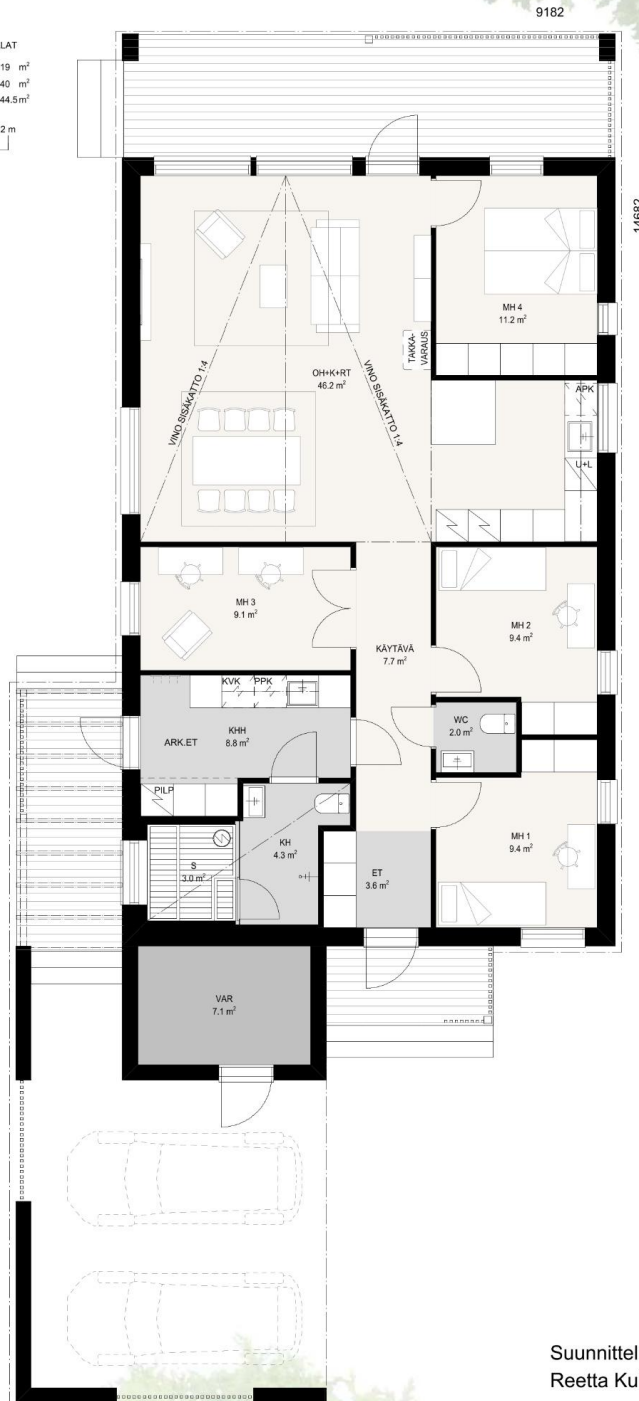 9182
LAT
19 m²
40 m²
44.5 m²
2 m
14682
MH 4
11.2 m²
TAKKA-
VARAUS
OH+K+RT
46.2 m²
VINO SISÄKATTO 1:4
VINO SISÄKATTO 1:4
APK
U+L
MH 3
9.1 m²
MH 2
9.4 m²
KÄYTÄVÄ
7.7 m²
KVK PPK
KHH
8.8 m²
ARK.ET
WC
2.0 m²
PILP
KH
4.3 m²
S
3.0 m²
MH 1
9.4 m²
ET
3.6 m²
VAR
7.1 m²
Suunnittel
Reetta Ku